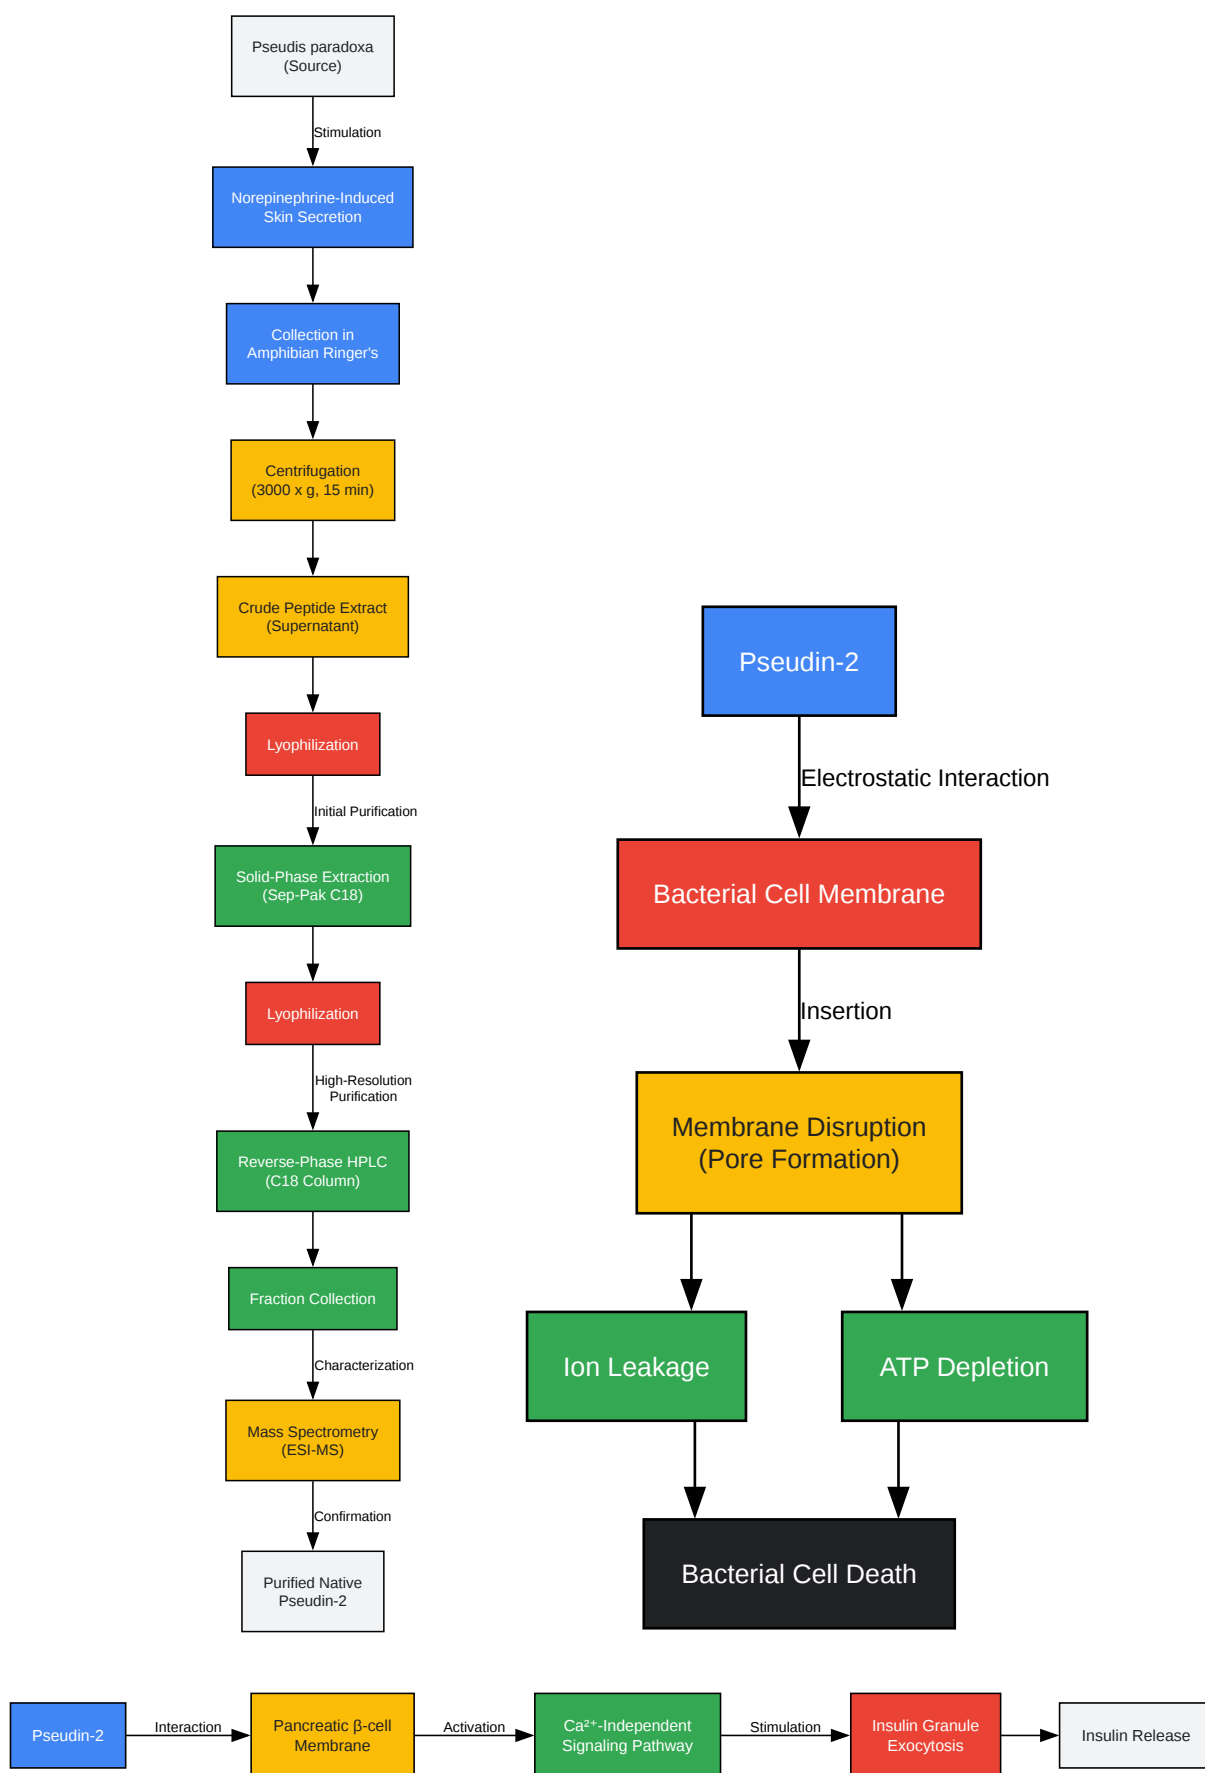 Pseudis paradoxa
(Source)
Stimulation
Norepinephrine-Induced
Skin Secretion
Collection in
Amphibian Ringer's
Centrifugation
(3000 x g, 15 min)
Crude Peptide Extract
(Supernatant)
Lyophilization
Initial Purification
Solid-Phase Extraction
(Sep-Pak C18)
Lyophilization
High-Resolution
Purification
Reverse-Phase HPLC
(C18 Column)
Fraction Collection
Characterization
Mass Spectrometry
(ESI-MS)
Confirmation
Purified Native
Pseudin-2
Pseudin-2
Electrostatic Interaction
Bacterial Cell Membrane
Insertion
Membrane Disruption
(Pore Formation)
Ion Leakage
ATP Depletion
Bacterial Cell Death
Pseudin-2
Interaction
Pancreatic β-cell
Membrane
Activation
Ca²⁺-Independent
Signaling Pathway
Stimulation
Insulin Granule
Exocytosis
Insulin Release